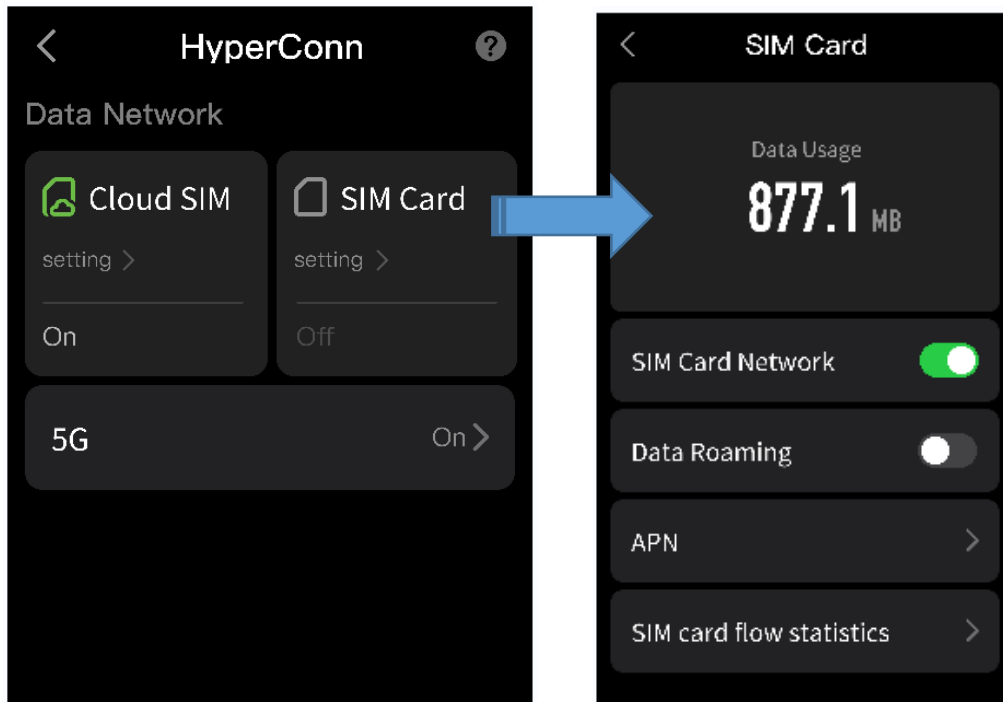 HyperConn
?
Data Network
Cloud SIM
setting >
On
SIM Card
setting >
Off
5G
On >
SIM Card
Data Usage
877.1 MB
SIM Card Network
Data Roaming
APN
SIM card flow statistics